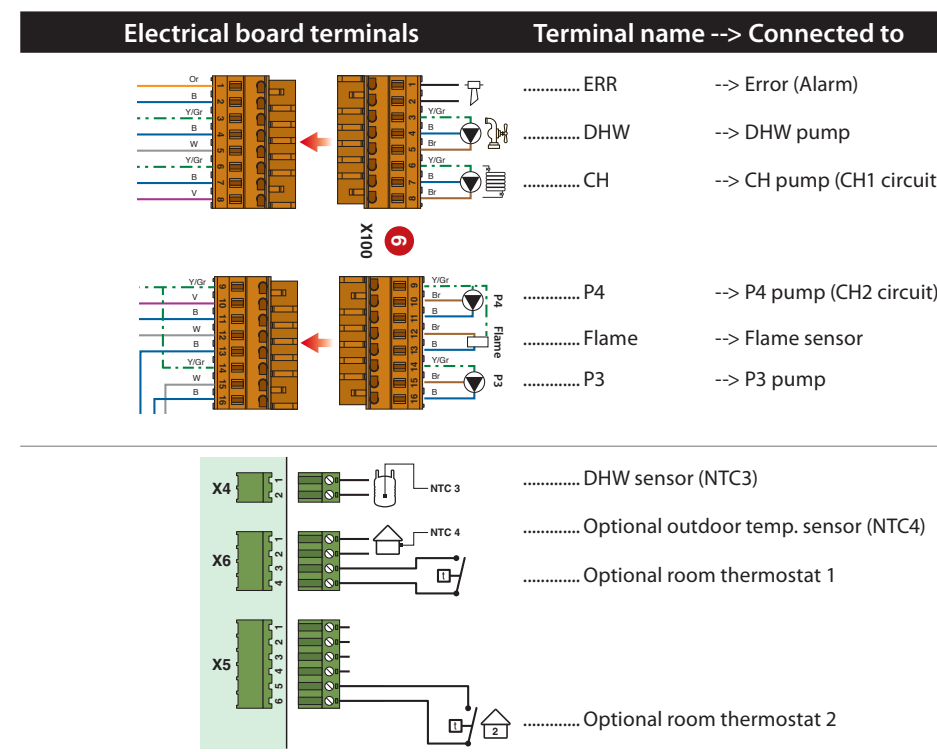 Electrical board terminals Terminal name --> Connected to
Or
B
Y/Gr
B
W
Y/Gr
B
V
1
2
3
4
5
6
7
8
1
2
3
4
5
6
7
8
Y/Gr
B
Br
Y/Gr
B
Br
............. ERR --> Error (Alarm)
............. DHW --> DHW pump
............. CH --> CH pump (CH1 circuit
X100
6
Y/Gr
V
B
W
B
Y/Gr
W
B
9
10
11
12
13
14
15
16
9
10
11
12
13
14
15
16
Y/Gr
Br
B
Br
B
Y/Gr
Br
B
P4
Flame
P3
............. P4 --> P4 pump (CH2 circuit)
............. Flame --> Flame sensor
............. P3 --> P3 pump
X4
1
2
NTC 3
............. DHW sensor (NTC3)
X6
1
2
3
4
NTC 4
t
............. Optional outdoor temp. sensor (NTC4)
............. Optional room thermostat 1
X5
1
2
3
4
5
6
t
2
............. Optional room thermostat 2